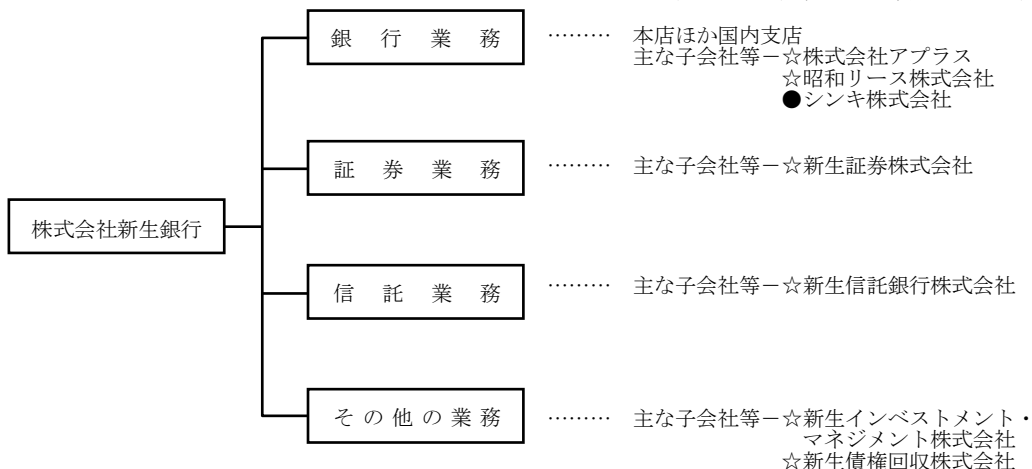 銀行業務 ……… 本店ほか国内支店
主な子会社等－☆株式会社アプラス
☆昭和リース株式会社
●シンキ株式会社
証券業務 ……… 主な子会社等－☆新生証券株式会社
株式会社新生銀行
信託業務 ……… 主な子会社等－☆新生信託銀行株式会社
その他の業務 ……… 主な子会社等－☆新生インベストメント・
マネジメント株式会社
☆新生債権回収株式会社